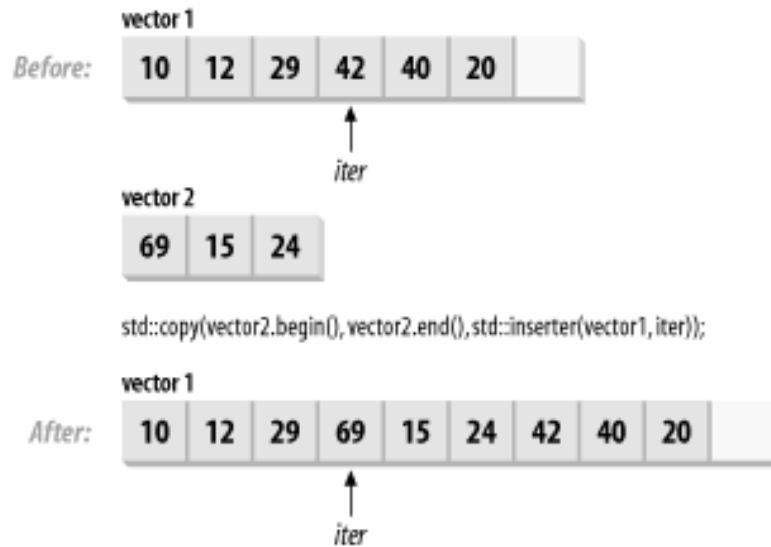 vector 1
Before: 10 12 29 42 40 20
iter
vector 2
69 15 24
std::copy(vector2.begin(), vector2.end(), std::inserter(vector1, iter));
vector 1
After: 10 12 29 69 15 24 42 40 20
iter